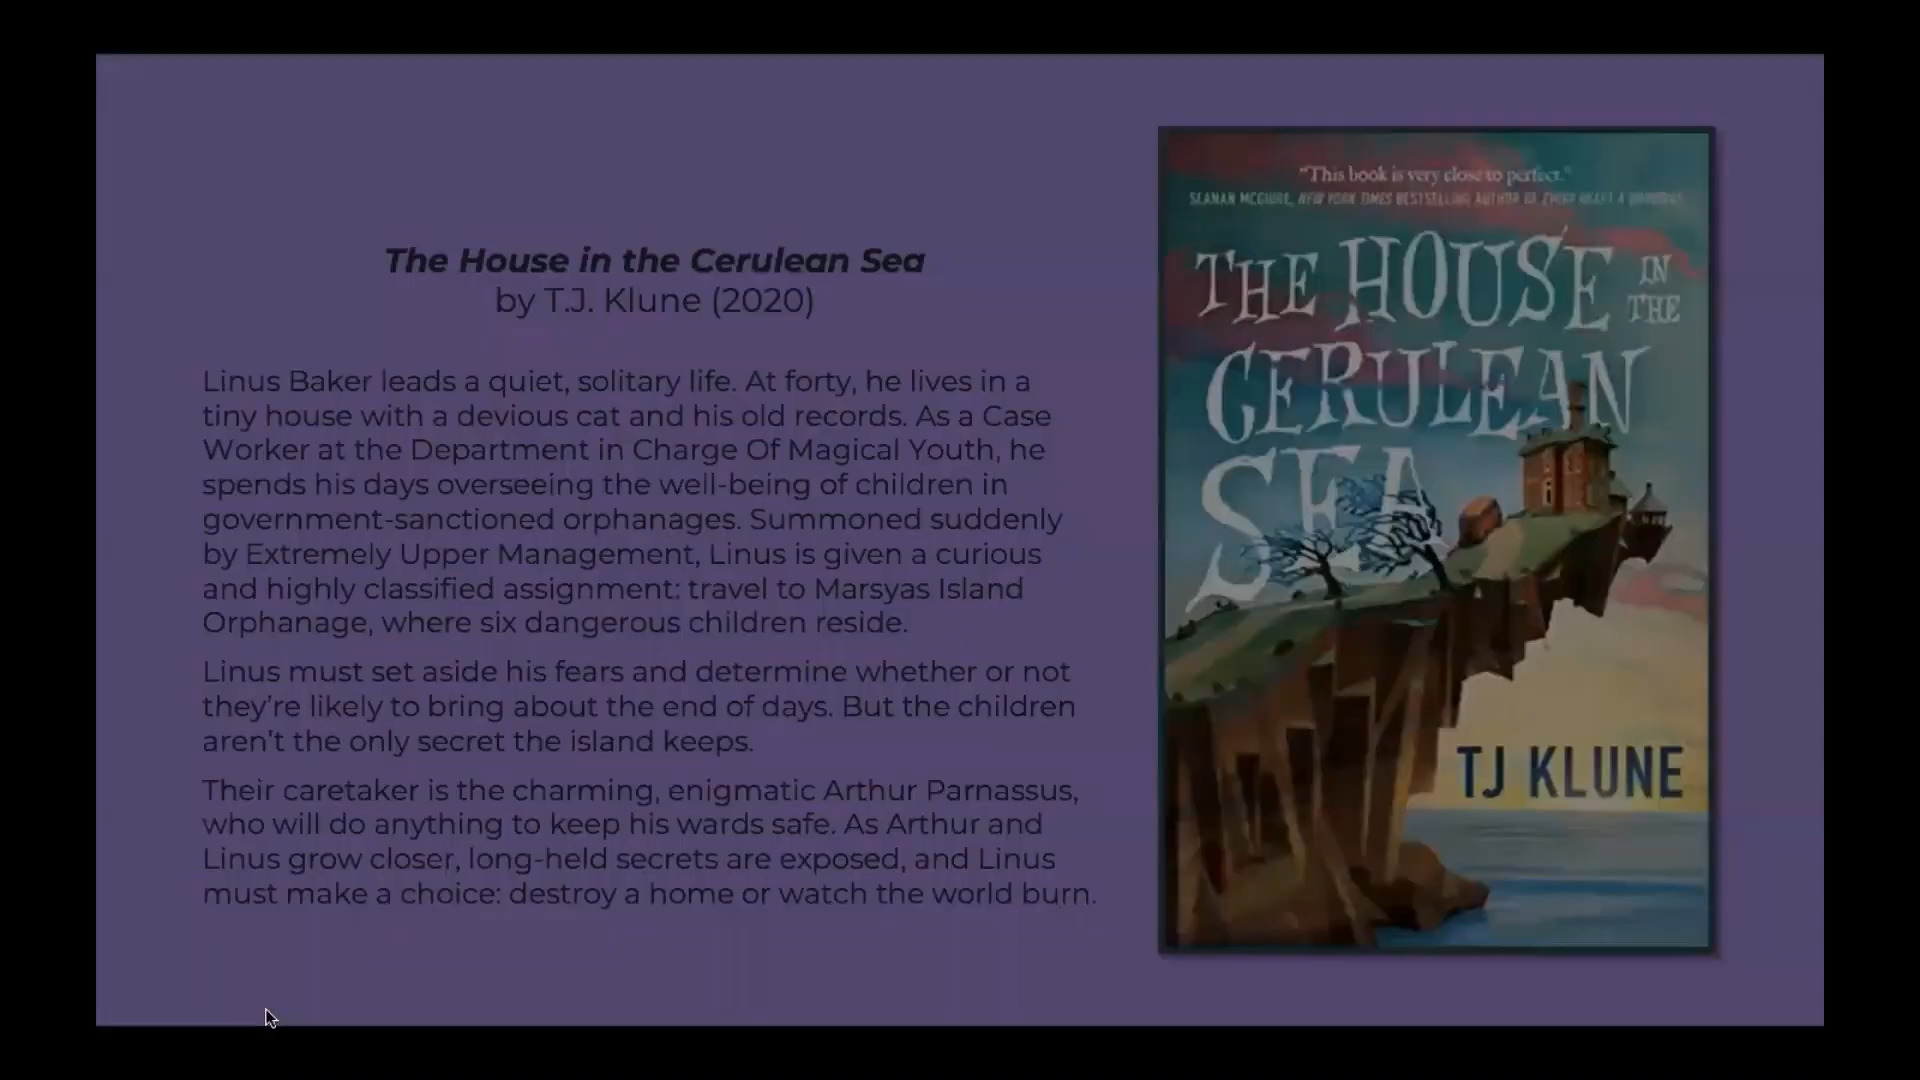 The House in the Cerulean Sea
by T.J. Klune (2020)
Linus Baker leads a quiet, solitary life. At forty, he lives in a
tiny house with a devious cat and his old records. As a Case
Worker at the Department in Charge Of Magical Youth, he
spends his days overseeing the well-being of children in
government-sanctioned orphanages. Summoned suddenly
by Extremely Upper Management, Linus is given a curious
and highly classified assignment: travel to Marsyas Island
Orphanage, where six dangerous children reside.
Linus must set aside his fears and determine whether or not
they're likely to bring about the end of days. But the children
aren't the only secret the island keeps.
Their caretaker is the charming, enigmatic Arthur Parnassus,
who will do anything to keep his wards safe. As Arthur and
Linus grow closer, long-held secrets are exposed, and Linus
must make a choice: destroy a home or watch the world burn.
"This book is very close to perfect."
SEANAN MCGUIRE, NEW YORK TIMES BESTSELLING AUTHOR OF
THE HOUSE IN THE
CERULEAN
SEA
TJ KLUNE